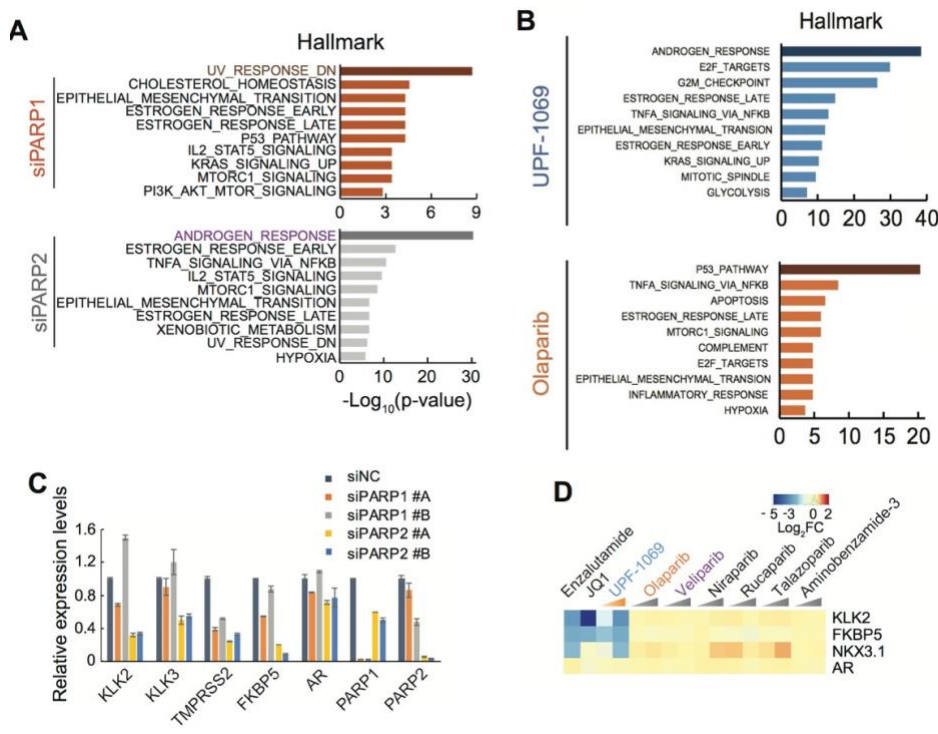 A
Hallmark
siPARP1
UV_RESPONSE_DN
CHOLESTEROL_HOMEOSTASIS
EPITHELIAL_MESENCHYMAL_TRANSITION
ESTROGEN_RESPONSE_EARLY
ESTROGEN_RESPONSE_LATE
P53_PATHWAY
IL2_STAT5_SIGNALING
KRAS_SIGNALING_UP
MTORC1_SIGNALING
PI3K_AKT_MTOR_SIGNALING
0 3 6 9
siPARP2
ANDROGEN_RESPONSE
ESTROGEN_RESPONSE_EARLY
TNFA_SIGNALING_VIA_NFKB
IL2_STAT5_SIGNALING
MTORC1_SIGNALING
EPITHELIAL_MESENCHYMAL_TRANSITION
ESTROGEN_RESPONSE_LATE
XENOBIOTIC_METABOLISM
UV_RESPONSE_DN
HYPOXIA
0 10 20 30
-Log10(p-value)
B
Hallmark
UPF-1069
ANDROGEN_RESPONSE
E2F_TARGETS
G2M_CHECKPOINT
ESTROGEN_RESPONSE_LATE
TNFA_SIGNALING_VIA_NFKB
EPITHELIAL_MESENCHYMAL_TRANSION
ESTROGEN_RESPONSE_EARLY
KRAS_SIGNALING_UP
MITOTIC_SPINDLE
GLYCOLYSIS
0 10 20 30 40
Olaparib
P53_PATHWAY
TNFA_SIGNALING_VIA_NFKB
APOPTOSIS
ESTROGEN_RESPONSE_LATE
MTORC1_SIGNALING
COMPLEMENT
E2F_TARGETS
EPITHELIAL_MESENCHYMAL_TRANSION
INFLAMMATORY_RESPONSE
HYPOXIA
0 5 10 15 20
C
siNC
siPARP1 #A
siPARP1 #B
siPARP2 #A
siPARP2 #B
Relative expression levels
1.6
1.2
0.8
0.4
0
KLK2
KLK3
TMPRSS2
FKBP5
AR
PARP1
PARP2
D
-5 -3 0 2
Log2FC
Enzalutamide
JQ1
UPF-1069
Olaparib
Veliparib
Niraparib
Rucaparib
Talazoparib
Aminobenzamide-3
KLK2
FKBP5
NKX3.1
AR